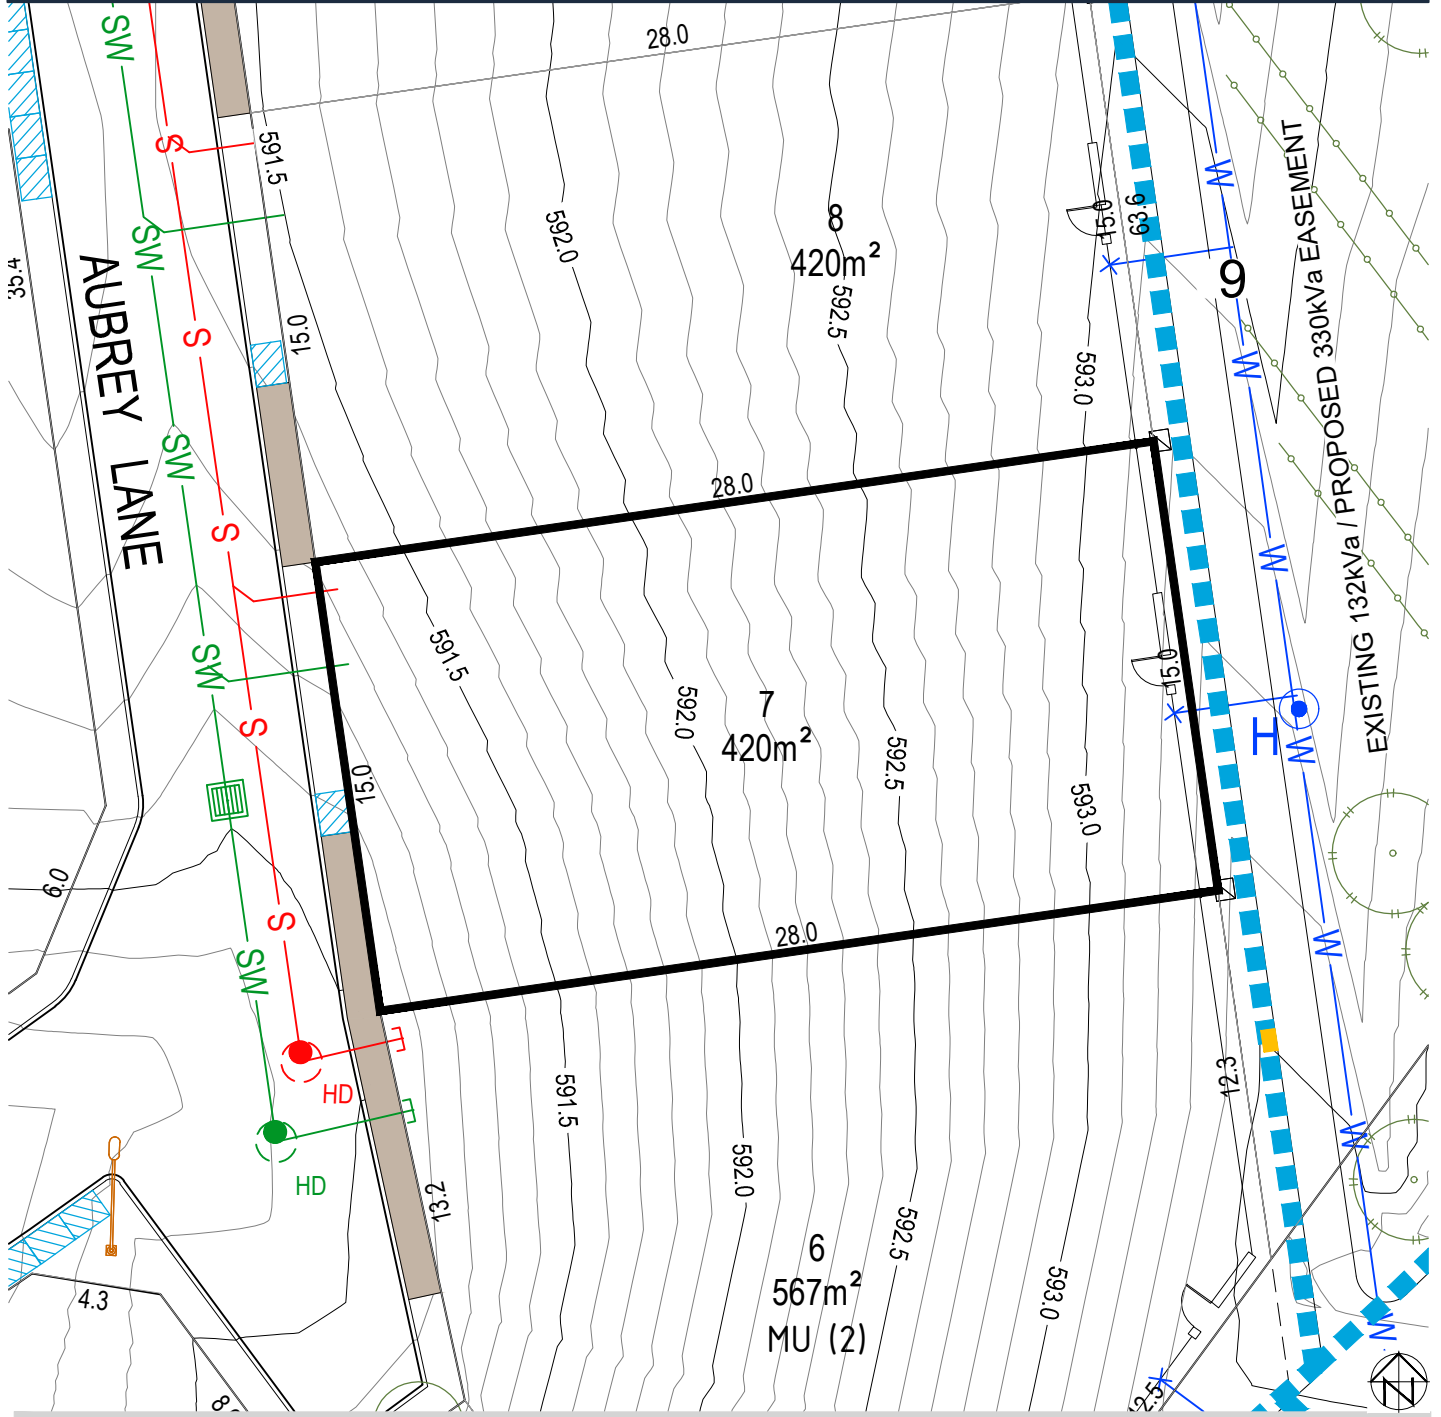 SW
28.0
S
591.5
W
15.0
63.6
592.0
8
420m²
SW
9
EXISTING 132kVa / PROPOSED 330kVa EASEMENT
35.4
AUBREY LANE
592.5
15.0
S
593.0
W
SW
28.0
S
W
591.5
SW
15.0
592.0
7
420m²
592.5
S
H
W
15.0
593.0
6.0
S
28.0
W
SW
HD
591.5
12.3
HD
W
592.0
13.2
592.5
6
567m²
MU (2)
593.0
4.3
W
N